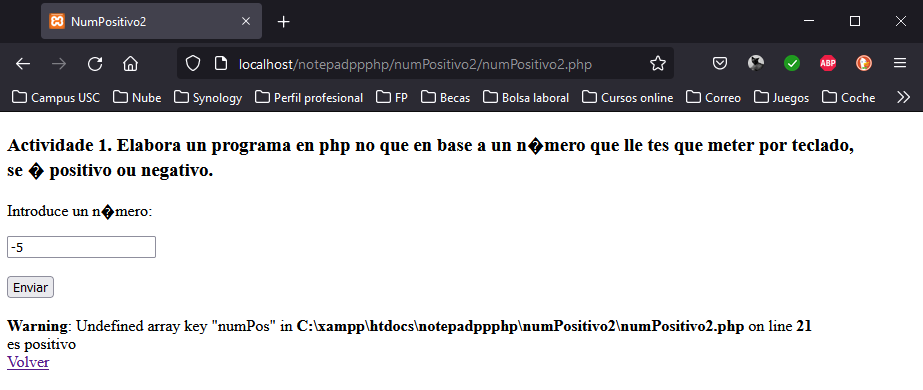 NumPositivo2
localhost/notepadppphp/numPositivo2/numPositivo2.php
ABP
Campus USC Nube Synology Perfil profesional FP Becas Bolsa laboral Cursos online Correo Juegos Coche
Actividade 1. Elabora un programa en php no que en base a un n�mero que lle tes que meter por teclado,
se � positivo ou negativo.
Introduce un n�mero:
-5
Enviar
Warning: Undefined array key "numPos" in C:\xampp\htdocs\notepadppphp\numPositivo2\numPositivo2.php on line 21
es positivo
Volver